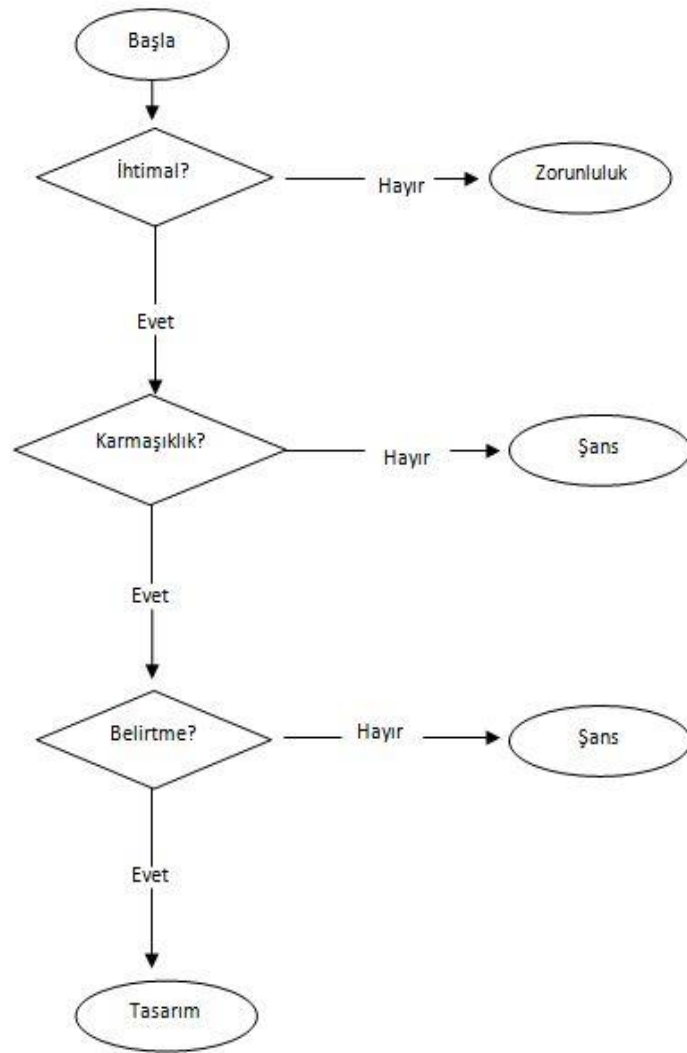 Başla
İhtimal?
Hayır
Zorunluluk
Evet
Karmaşıklık?
Hayır
Şans
Evet
Belirtme?
Hayır
Şans
Evet
Tasarım